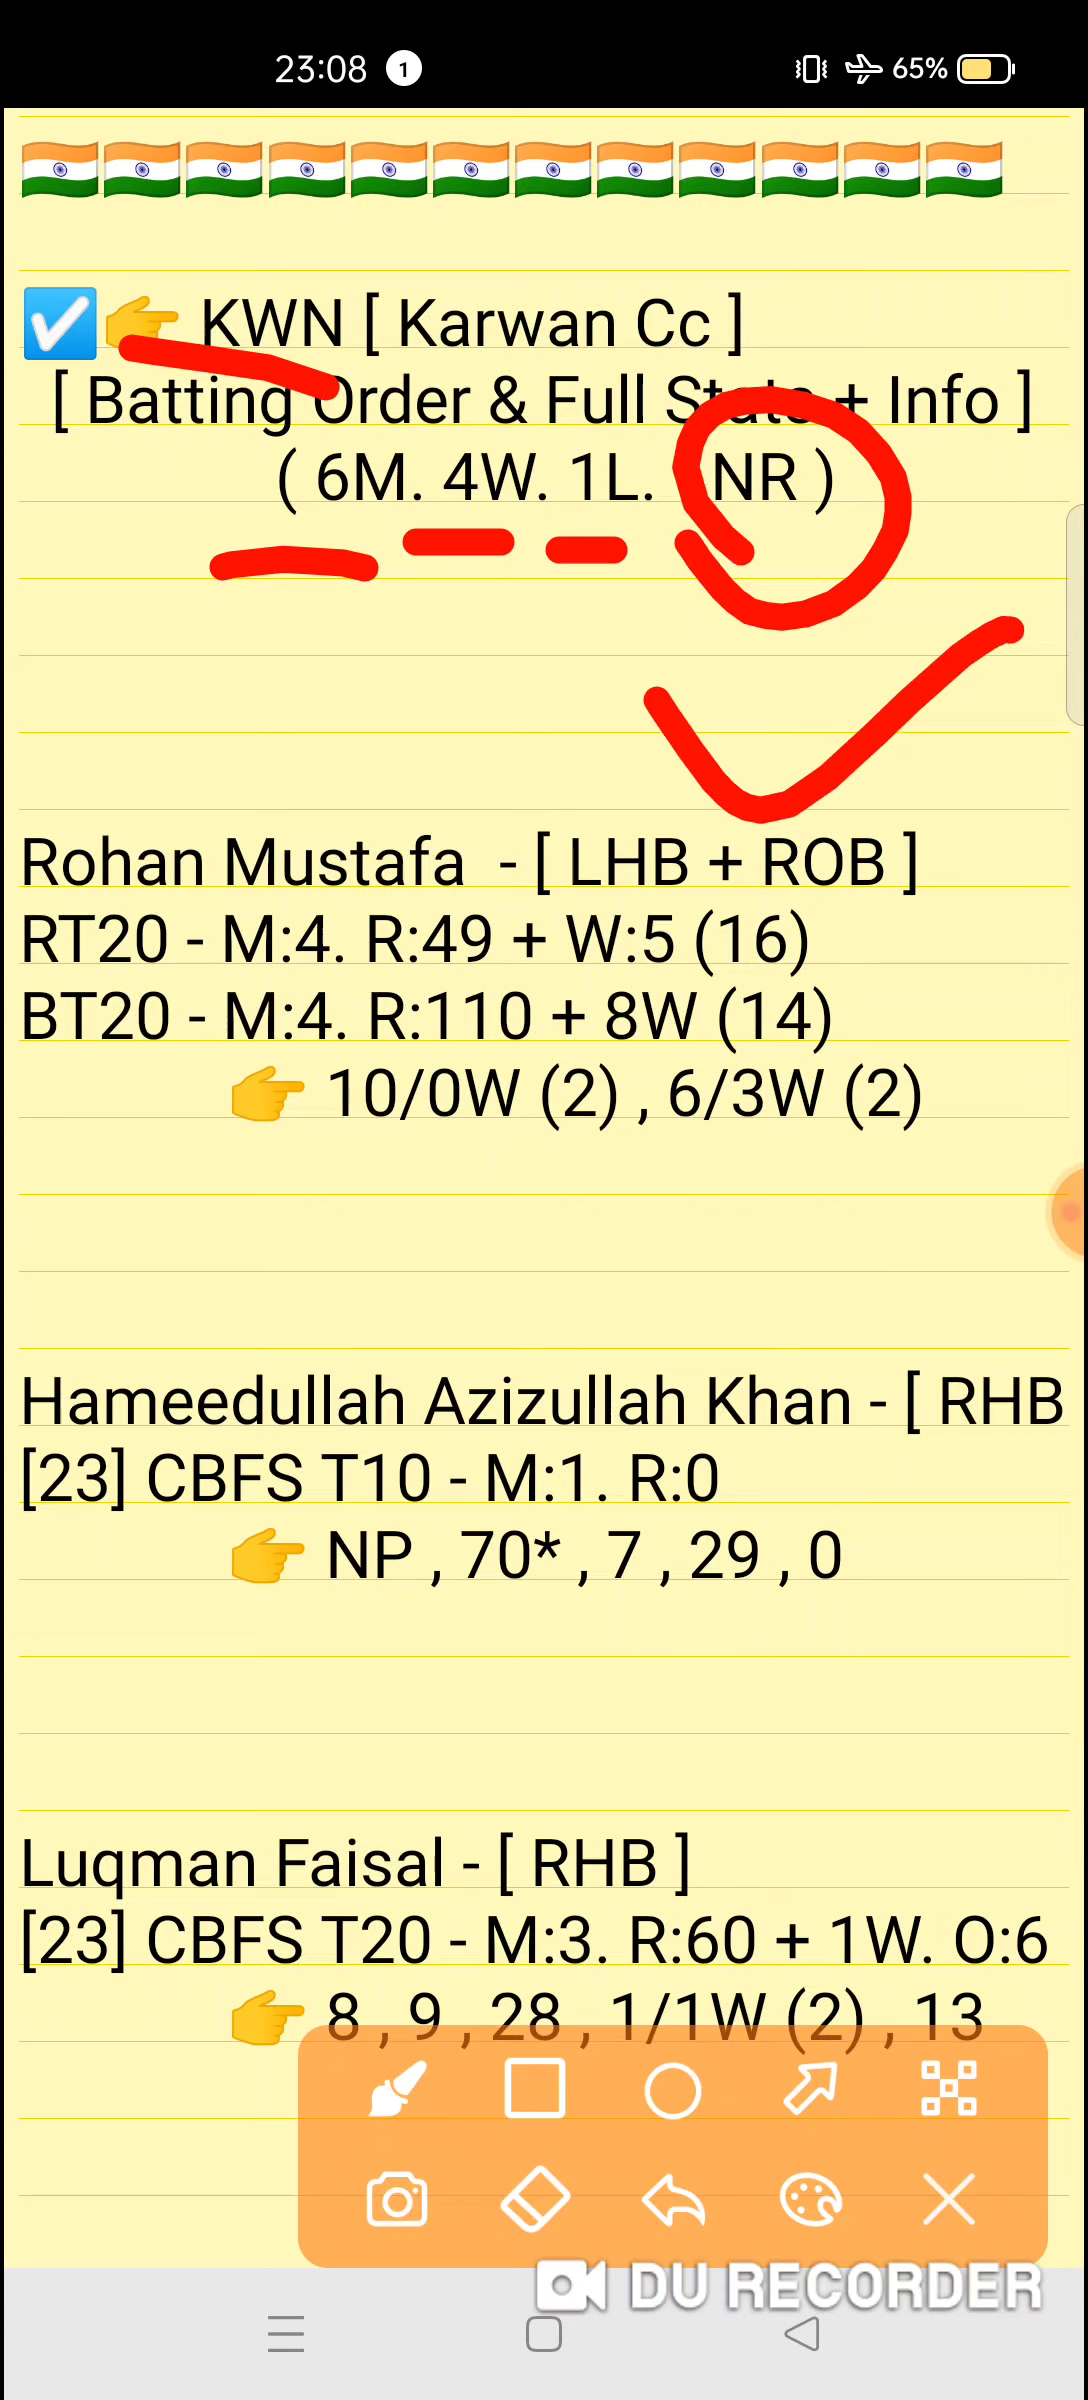 23:08 1 65%
KWN [ Karwan Cc ]
[ Batting Order & Full Stats + Info ]
( 6M. 4W. 1L. NR )
Rohan Mustafa - [ LHB + ROB ]
RT20 - M:4. R:49 + W:5 (16)
BT20 - M:4. R:110 + 8W (14)
10/0W (2) , 6/3W (2)
Hameedullah Azizullah Khan - [ RHB
[23] CBFS T10 - M:1. R:0
NP , 70* , 7 , 29 , 0
Luqman Faisal - [ RHB ]
[23] CBFS T20 - M:3. R:60 + 1W. O:6
8 , 9 , 28 , 1/1W (2) , 13
DU RECORDER